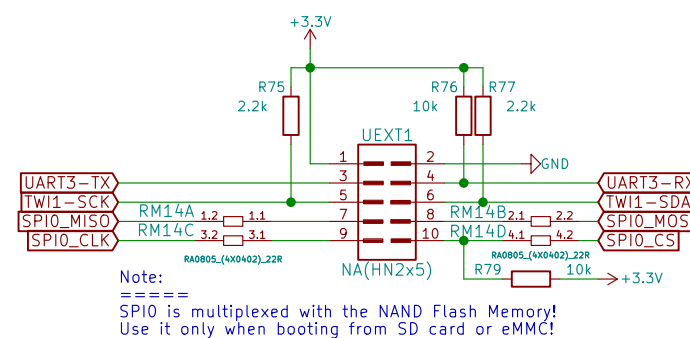 +3.3V
R75
2.2k
R76
10k
R77
2.2k
UEXT1
1
2
GND
UART3-TX
3
4
UART3-RX
TWI1-SCK
5
6
TWI1-SDA
SPI0_MISO
RM14A
1.2
1.1
7
8
RM14B
2.1
2.2
SPI0_MOS
SPI0_CLK
RM14C
3.2
3.1
9
10
RM14D
4.1
4.2
SPI0_CS
RA0805_(4X0402)_22R
RA0805_(4X0402)_22R
NA(HN2x5)
R79
10k
+3.3V
Note:
=====
SPI0 is multiplexed with the NAND Flash Memory!
Use it only when booting from SD card or eMMC!